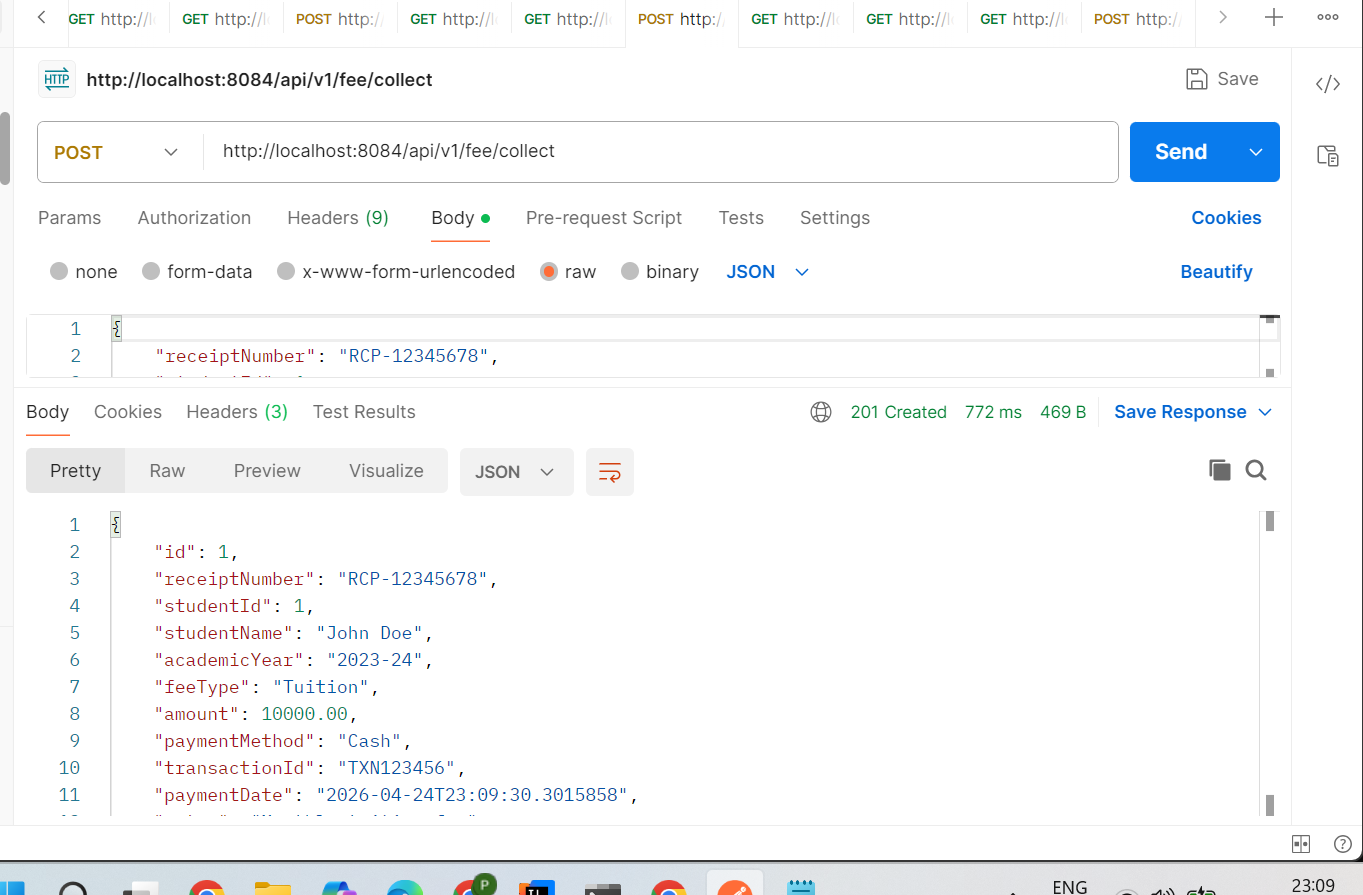 GET http://l
GET http://l
POST http:/
GET http://l
GET http://l
POST http:/
GET http://l
GET http://l
GET http://l
POST http:/
HTTP http://localhost:8084/api/v1/fee/collect
Save
</>
POST
http://localhost:8084/api/v1/fee/collect
Send
Params Authorization Headers (9) Body Pre-request Script Tests Settings Cookies
none form-data x-www-form-urlencoded raw binary JSON Beautify
1 {
2 "receiptNumber": "RCP-12345678",
Body Cookies Headers (3) Test Results 201 Created 772 ms 469 B Save Response
Pretty Raw Preview Visualize JSON
1 {
2 "id": 1,
3 "receiptNumber": "RCP-12345678",
4 "studentId": 1,
5 "studentName": "John Doe",
6 "academicYear": "2023-24",
7 "feeType": "Tuition",
8 "amount": 10000.00,
9 "paymentMethod": "Cash",
10 "transactionId": "TXN123456",
11 "paymentDate": "2026-04-24T23:09:30.3015858",
P
ENG
23:09